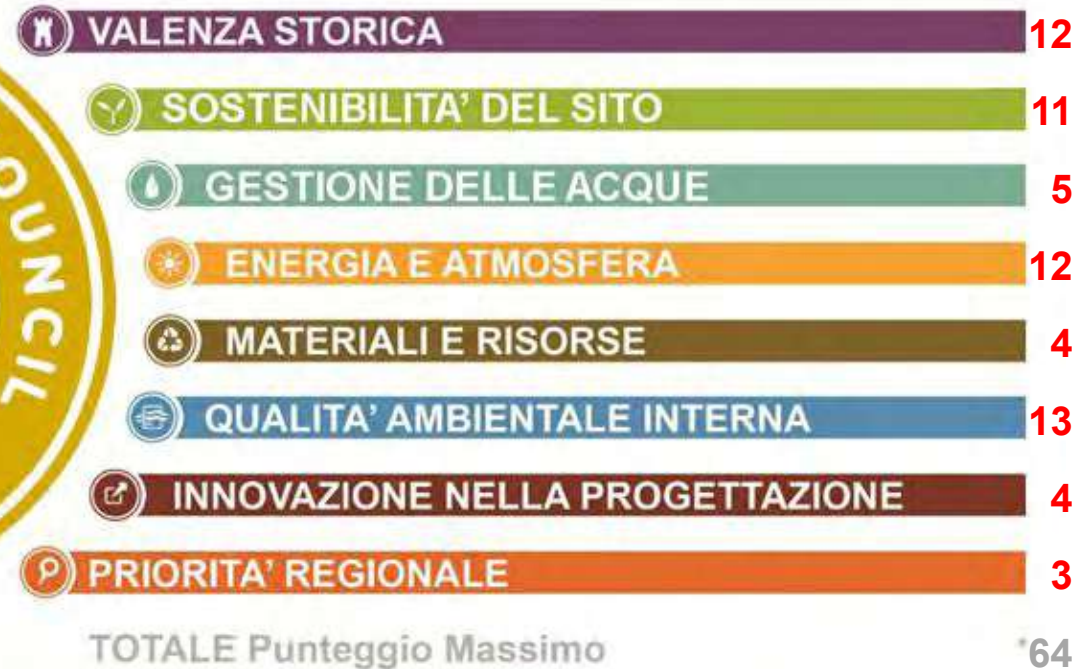 VALENZA STORICA 12
SOSTENIBILITA' DEL SITO 11
OUNCIL
GESTIONE DELLE ACQUE 5
ENERGIA E ATMOSFERA 12
MATERIALI E RISORSE 4
QUALITA' AMBIENTALE INTERNA 13
INNOVAZIONE NELLA PROGETTAZIONE 4
PRIORITA' REGIONALE 3
TOTALE Punteggio Massimo *64